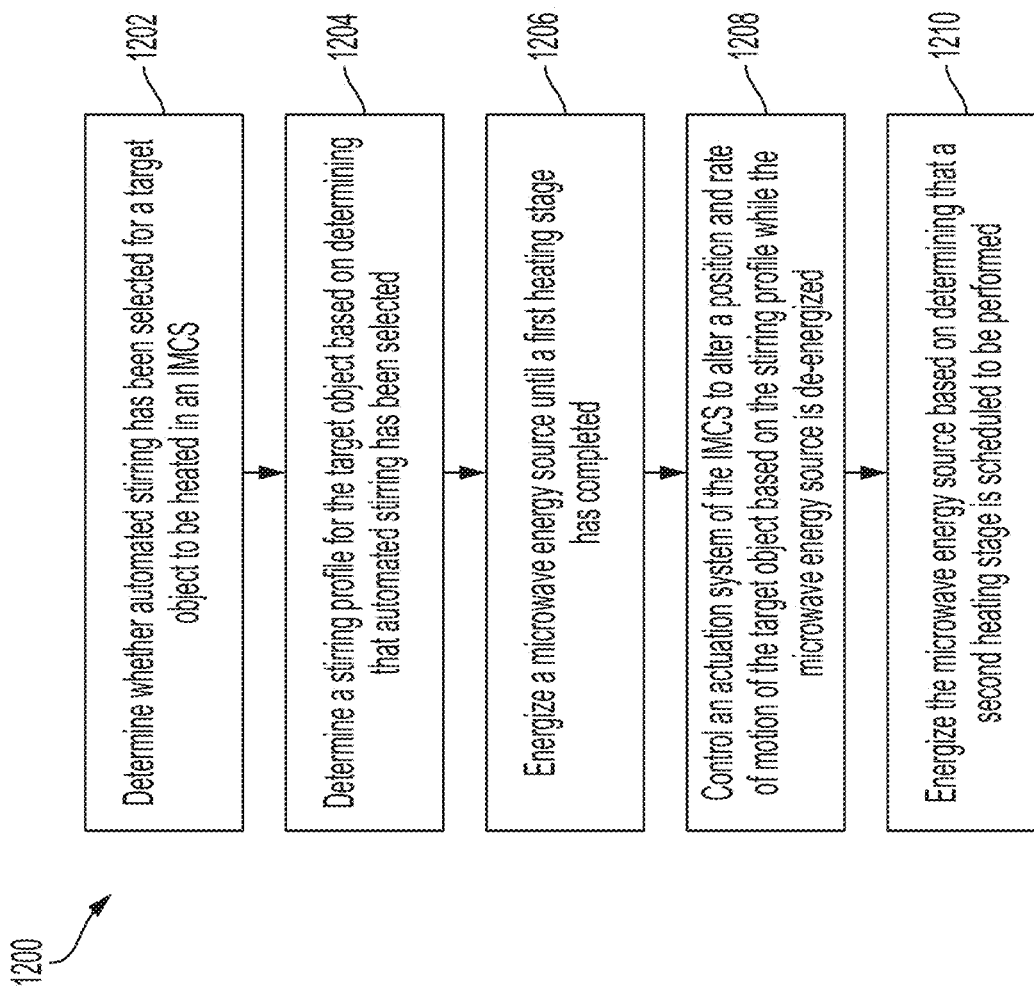 1200
Determine whether automated stirring has been selected for a target
object to be heated in an IMCS
1202
Determine a stirring profile for the target object based on determining
that automated stirring has been selected
1204
Energize a microwave energy source until a first heating stage
has completed
1206
Control an actuation system of the IMCS to alter a position and rate
of motion of the target object based on the stirring profile while the
microwave energy source is de-energized
1208
Energize the microwave energy source based on determining that a
second heating stage is scheduled to be performed
1210